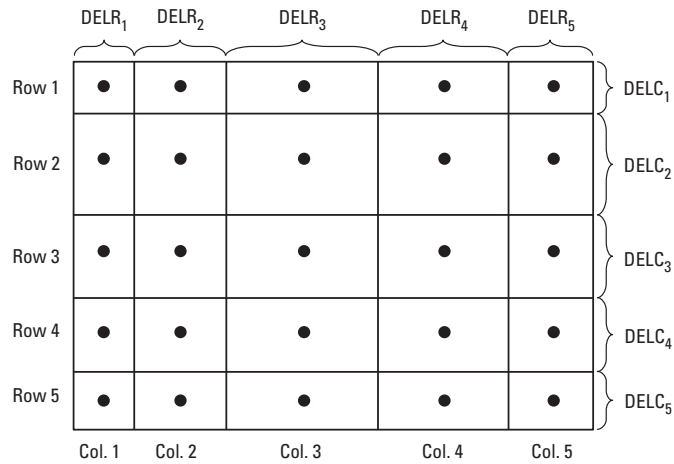 DELR₁ DELR₂ DELR₃ DELR₄ DELR₅
Row 1 DELC₁
Row 2 DELC₂
Row 3 DELC₃
Row 4 DELC₄
Row 5 DELC₅
Col. 1 Col. 2 Col. 3 Col. 4 Col. 5